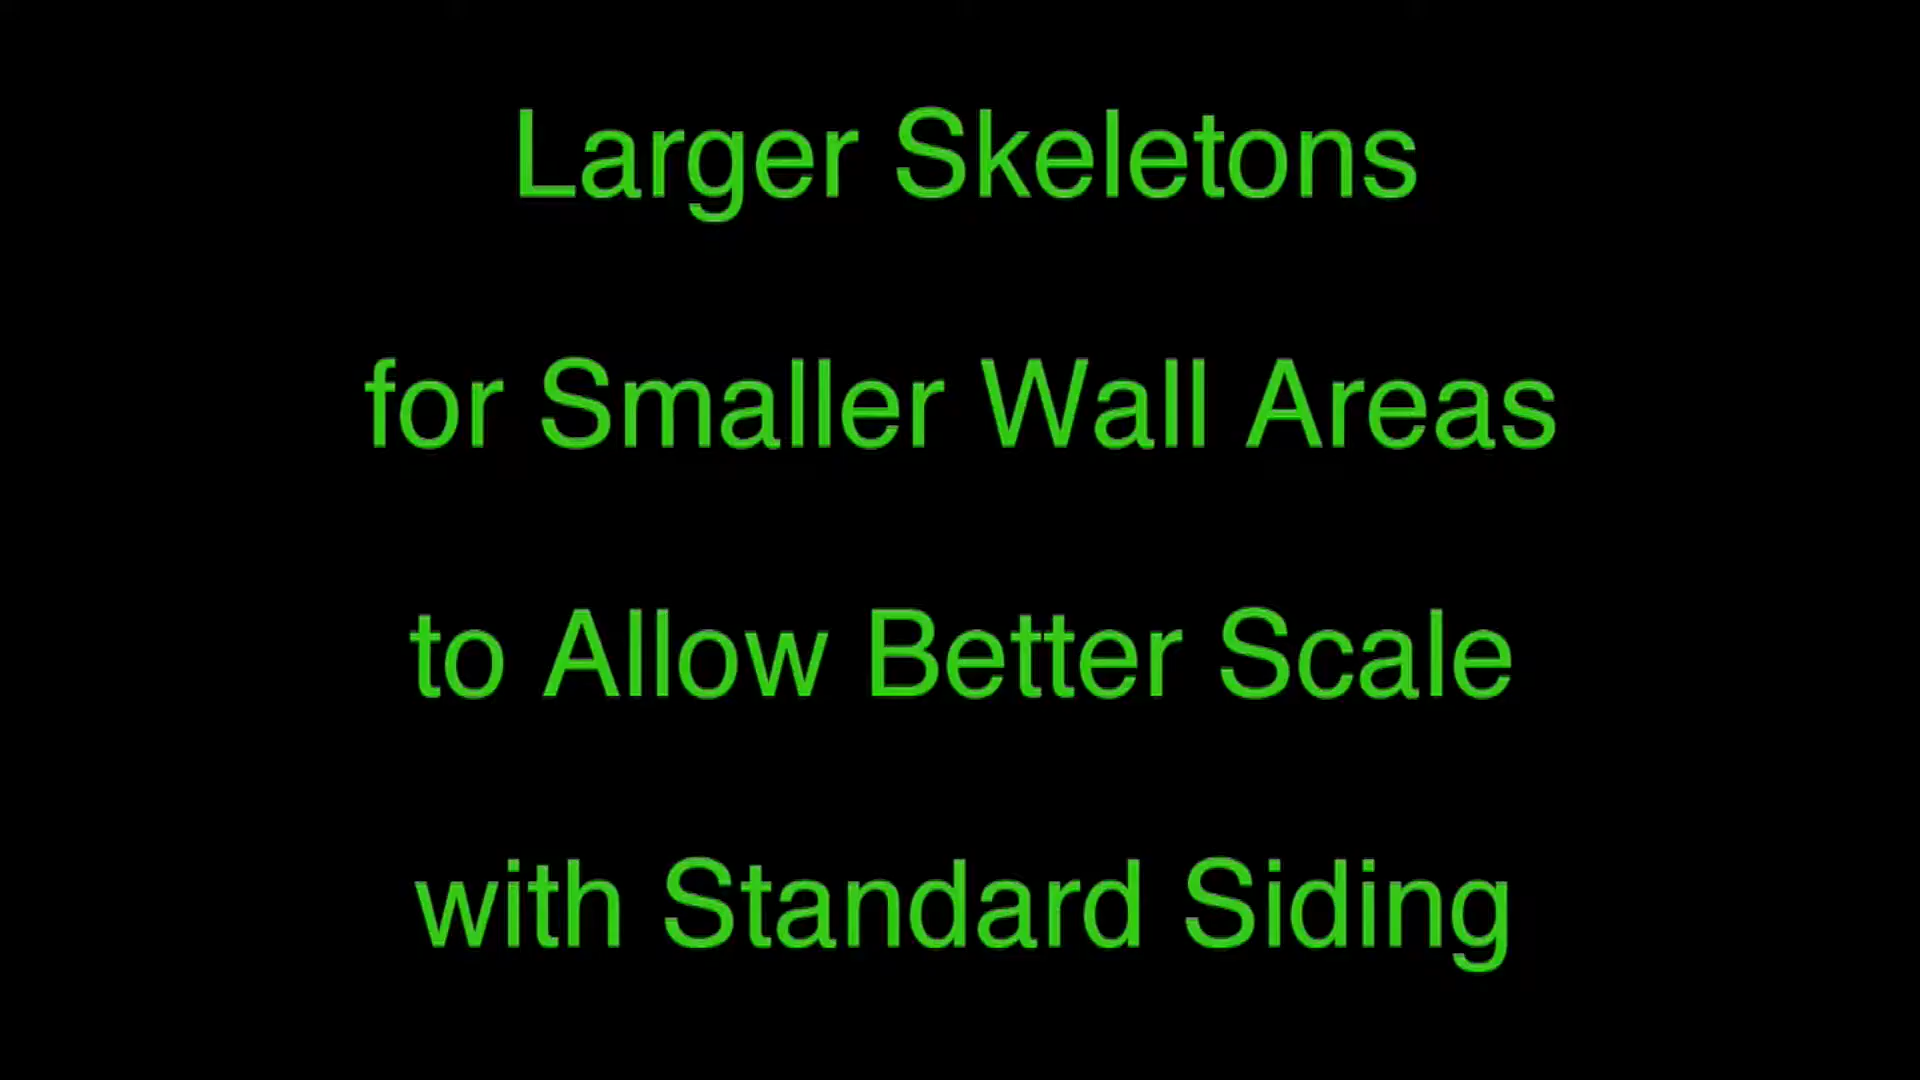 Larger Skeletons
for Smaller Wall Areas
to Allow Better Scale
with Standard Siding